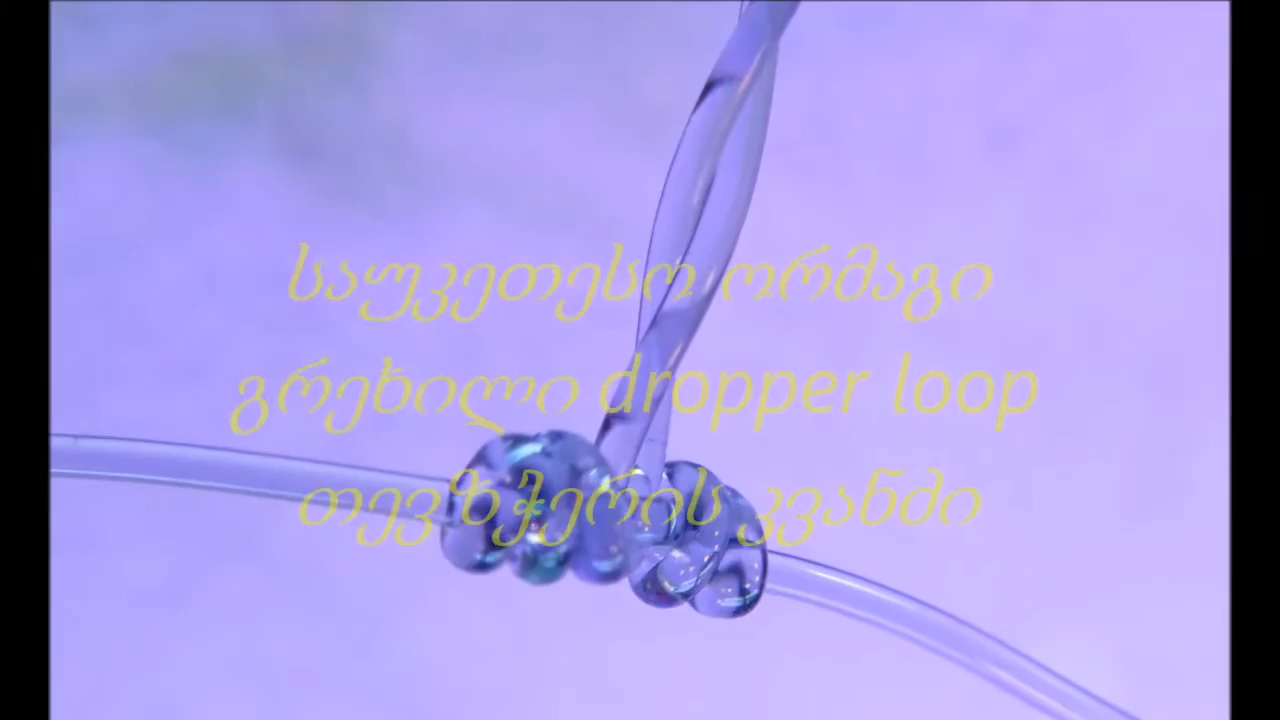 საუკეთესო ორმაგი
გრეხილი dropper loop
თევზჭერის კვანძი